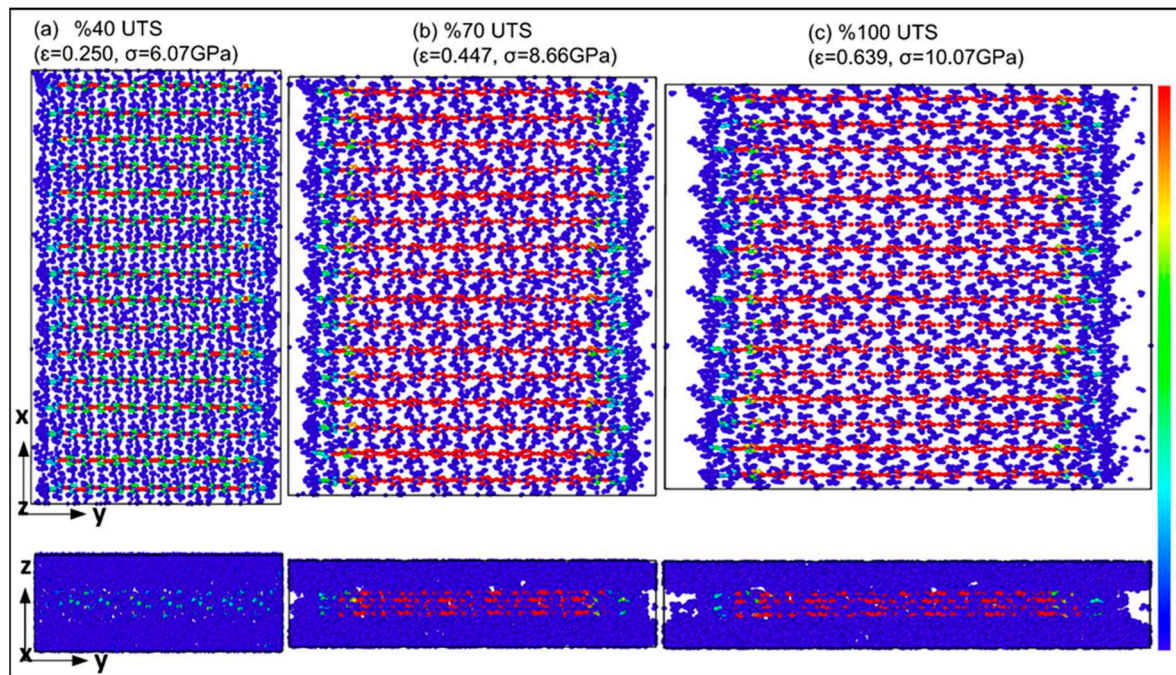 (a) %40 UTS
(ε=0.250, σ=6.07GPa)
(b) %70 UTS
(ε=0.447, σ=8.66GPa)
(c) %100 UTS
(ε=0.639, σ=10.07GPa)
x
z
y
z
x
y